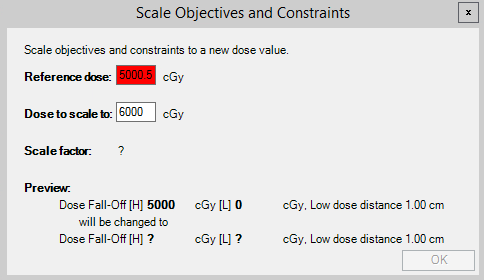 Scale Objectives and Constraints
x
Scale objectives and constraints to a new dose value.
Reference dose: 5000.5 cGy
Dose to scale to: 6000 cGy
Scale factor: ?
Preview:
Dose Fall-Off [H] 5000 cGy [L] 0 cGy, Low dose distance 1.00 cm
will be changed to
Dose Fall-Off [H] ? cGy [L] ? cGy, Low dose distance 1.00 cm
OK